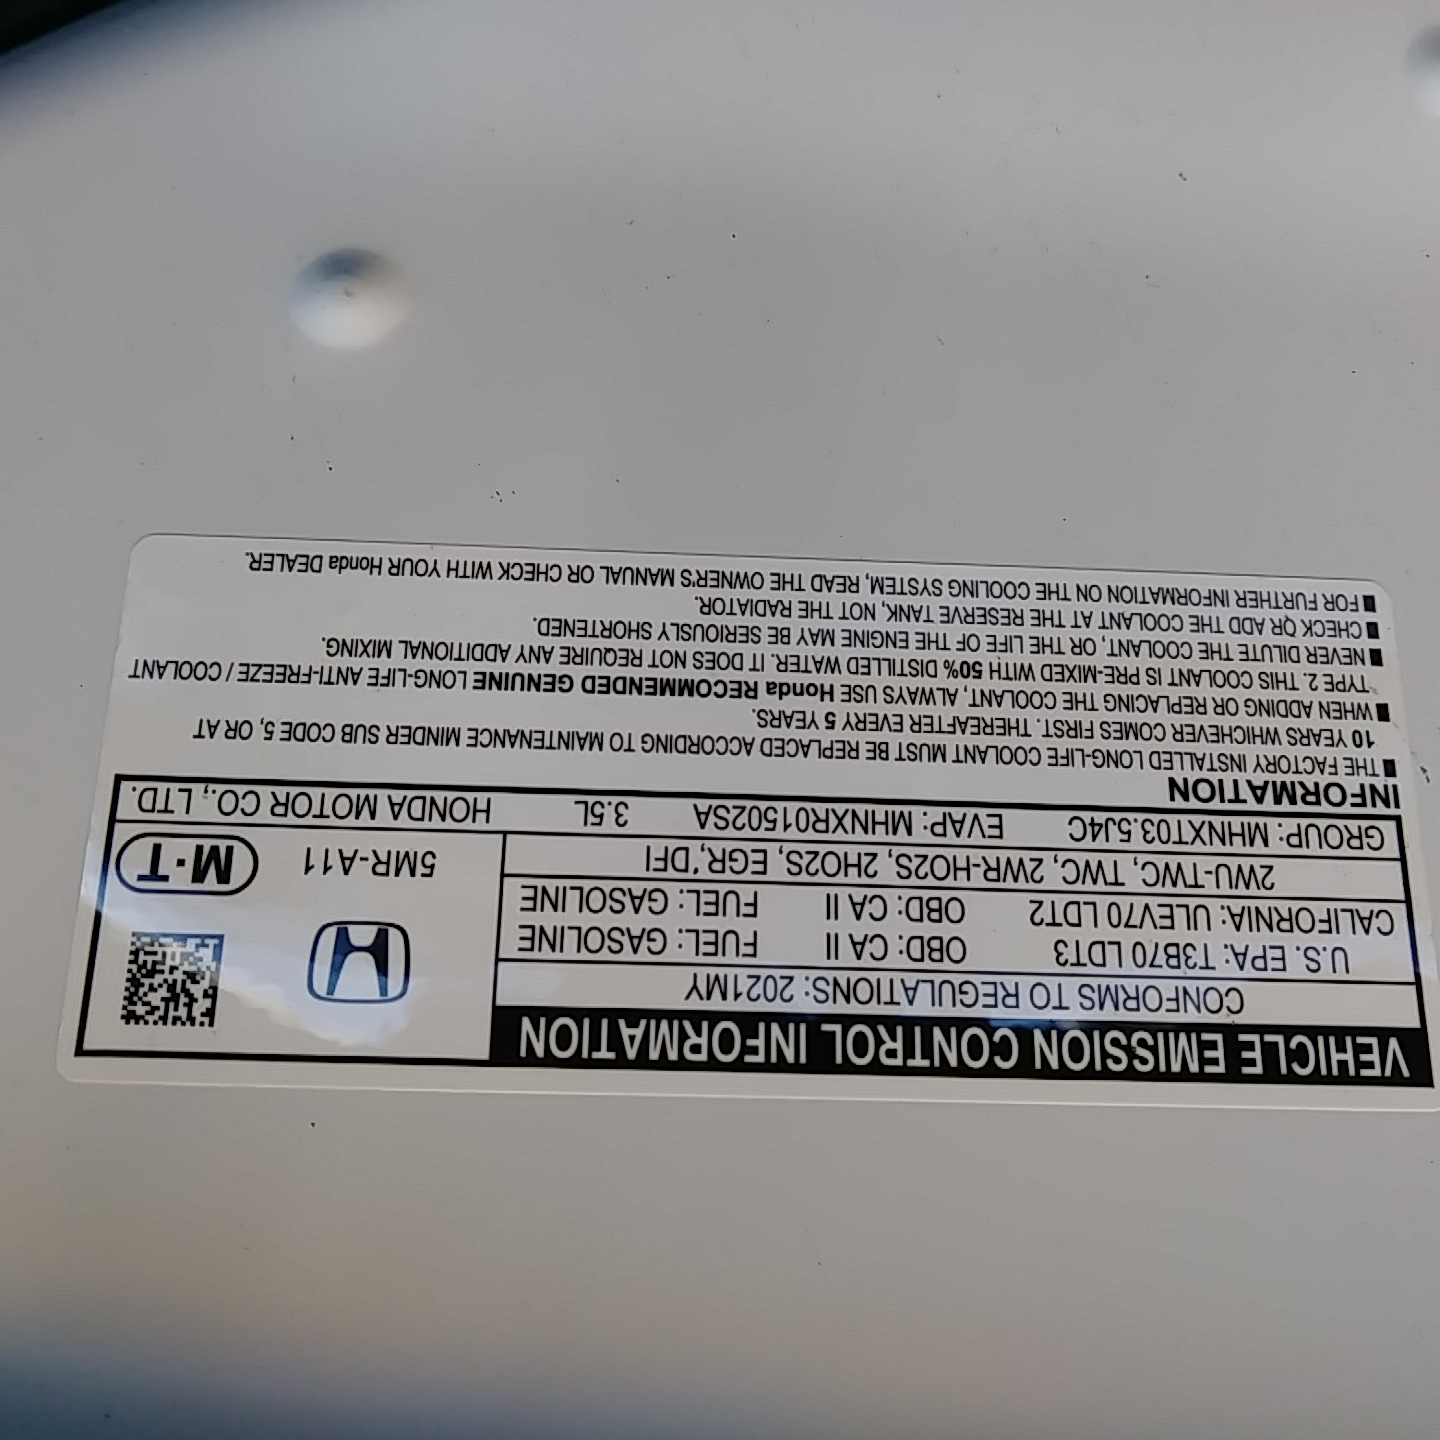 VEHICLE EMISSION CONTROL INFORMATION
CONFORMS TO REGULATIONS: 2021MY
U.S. EPA: T3B70 LDT3 OBD: CA II FUEL: GASOLINE
CALIFORNIA: ULEV70 LDT2 OBD: CA II FUEL: GASOLINE
2WU-TWC, TWC, 2WR-HO2S, 2HO2S, EGR, DFI
GROUP: MHNXT03.5J4C EVAP: MHNXR01502SA 3.5L HONDA MOTOR CO., LTD.
5MR-A11 M·T
INFORMATION
■ THE FACTORY INSTALLED LONG-LIFE COOLANT MUST BE REPLACED ACCORDING TO MAINTENANCE MINDER SUB CODE 5, OR AT
10 YEARS WHICHEVER COMES FIRST. THEREAFTER EVERY 5 YEARS.
■ WHEN ADDING OR REPLACING THE COOLANT, ALWAYS USE Honda RECOMMENDED GENUINE LONG-LIFE ANTI-FREEZE / COOLANT
TYPE 2. THIS COOLANT IS PRE-MIXED WITH 50% DISTILLED WATER. IT DOES NOT REQUIRE ANY ADDITIONAL MIXING.
■ NEVER DILUTE THE COOLANT, OR THE LIFE OF THE ENGINE MAY BE SERIOUSLY SHORTENED.
■ CHECK OR ADD THE COOLANT AT THE RESERVE TANK, NOT THE RADIATOR.
■ FOR FURTHER INFORMATION ON THE COOLING SYSTEM, READ THE OWNER'S MANUAL OR CHECK WITH YOUR Honda DEALER.